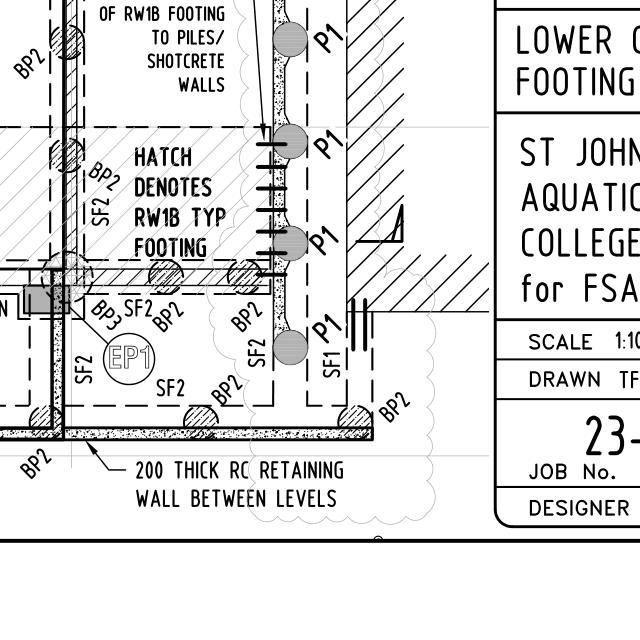 OF RW1B FOOTING
TO PILES/
SHOTCRETE
WALLS
BP2
P1
P1
HATCH
DENOTES
RW1B TYP
FOOTING
BP2
SF2
P1
N
BP3
SF2
BP2
BP2
P1
EP1
SF2
SF2
SF1
SF2
BP2
BP2
BP2
200 THICK RC RETAINING
WALL BETWEEN LEVELS
LOWER
FOOTING
ST JOHN
AQUATIC
COLLEGE
for FSA
SCALE 1:10
DRAWN TF
23-
JOB No.
DESIGNER